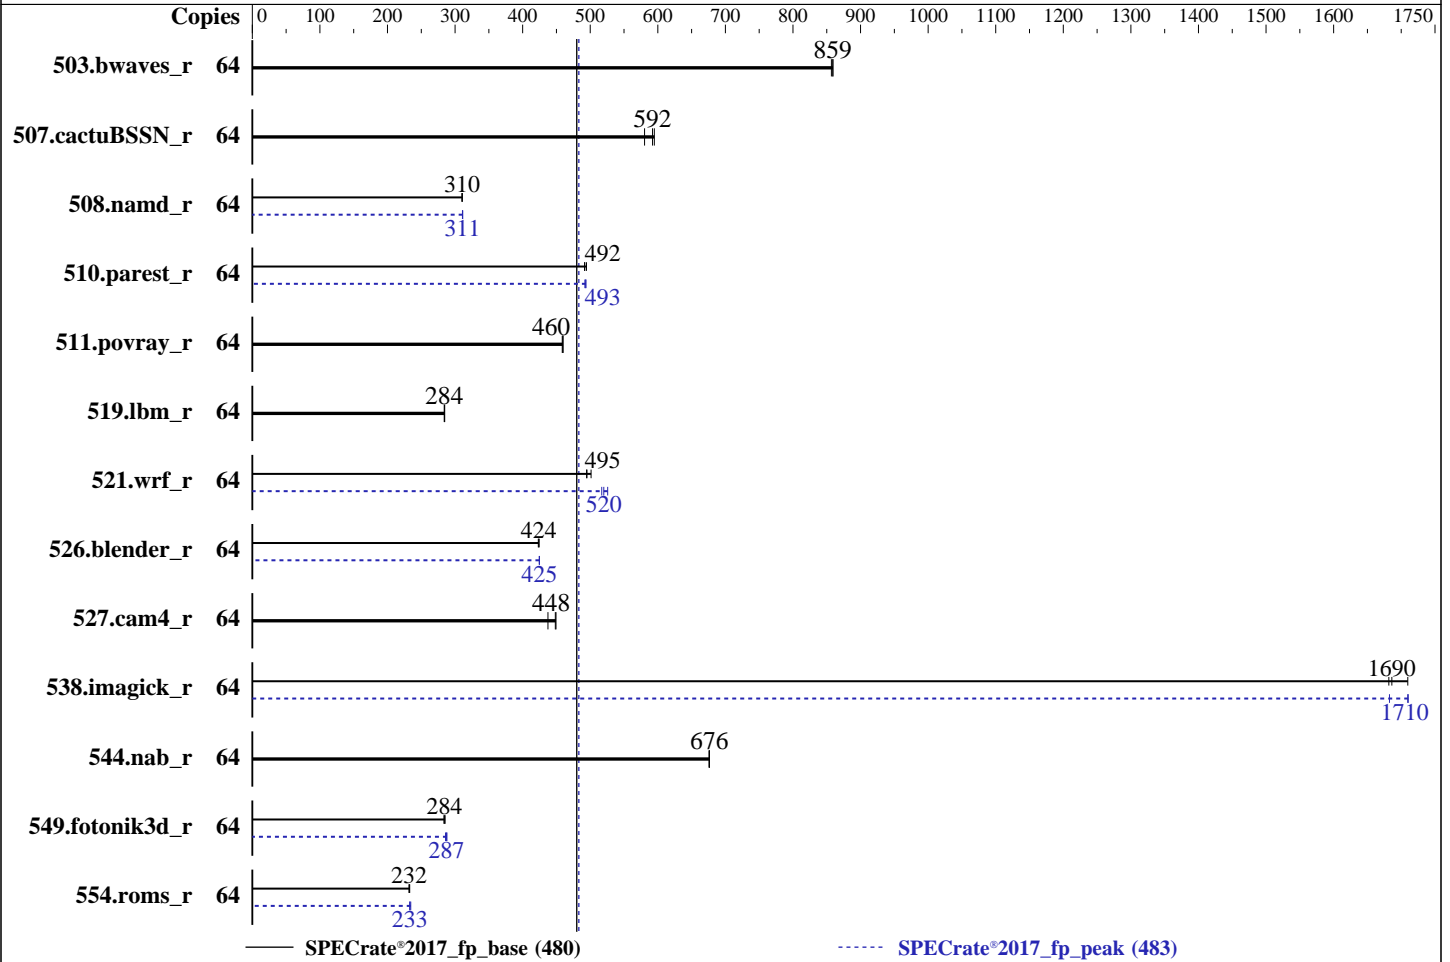 Copies 0 100 200 300 400 500 600 700 800 900 1000 1100 1200 1300 1400 1500 1600 1750
503.bwaves_r 64 859
507.cactuBSSN_r 64 592
508.namd_r 64 310
311
510.parest_r 64 492
493
511.povray_r 64 460
519.lbm_r 64 284
521.wrf_r 64 495
520
526.blender_r 64 424
425
527.cam4_r 64 448
538.imagick_r 64 1690
1710
544.nab_r 64 676
549.fotonik3d_r 64 284
287
554.roms_r 64 232
233
SPECrate®2017_fp_base (480) SPECrate®2017_fp_peak (483)